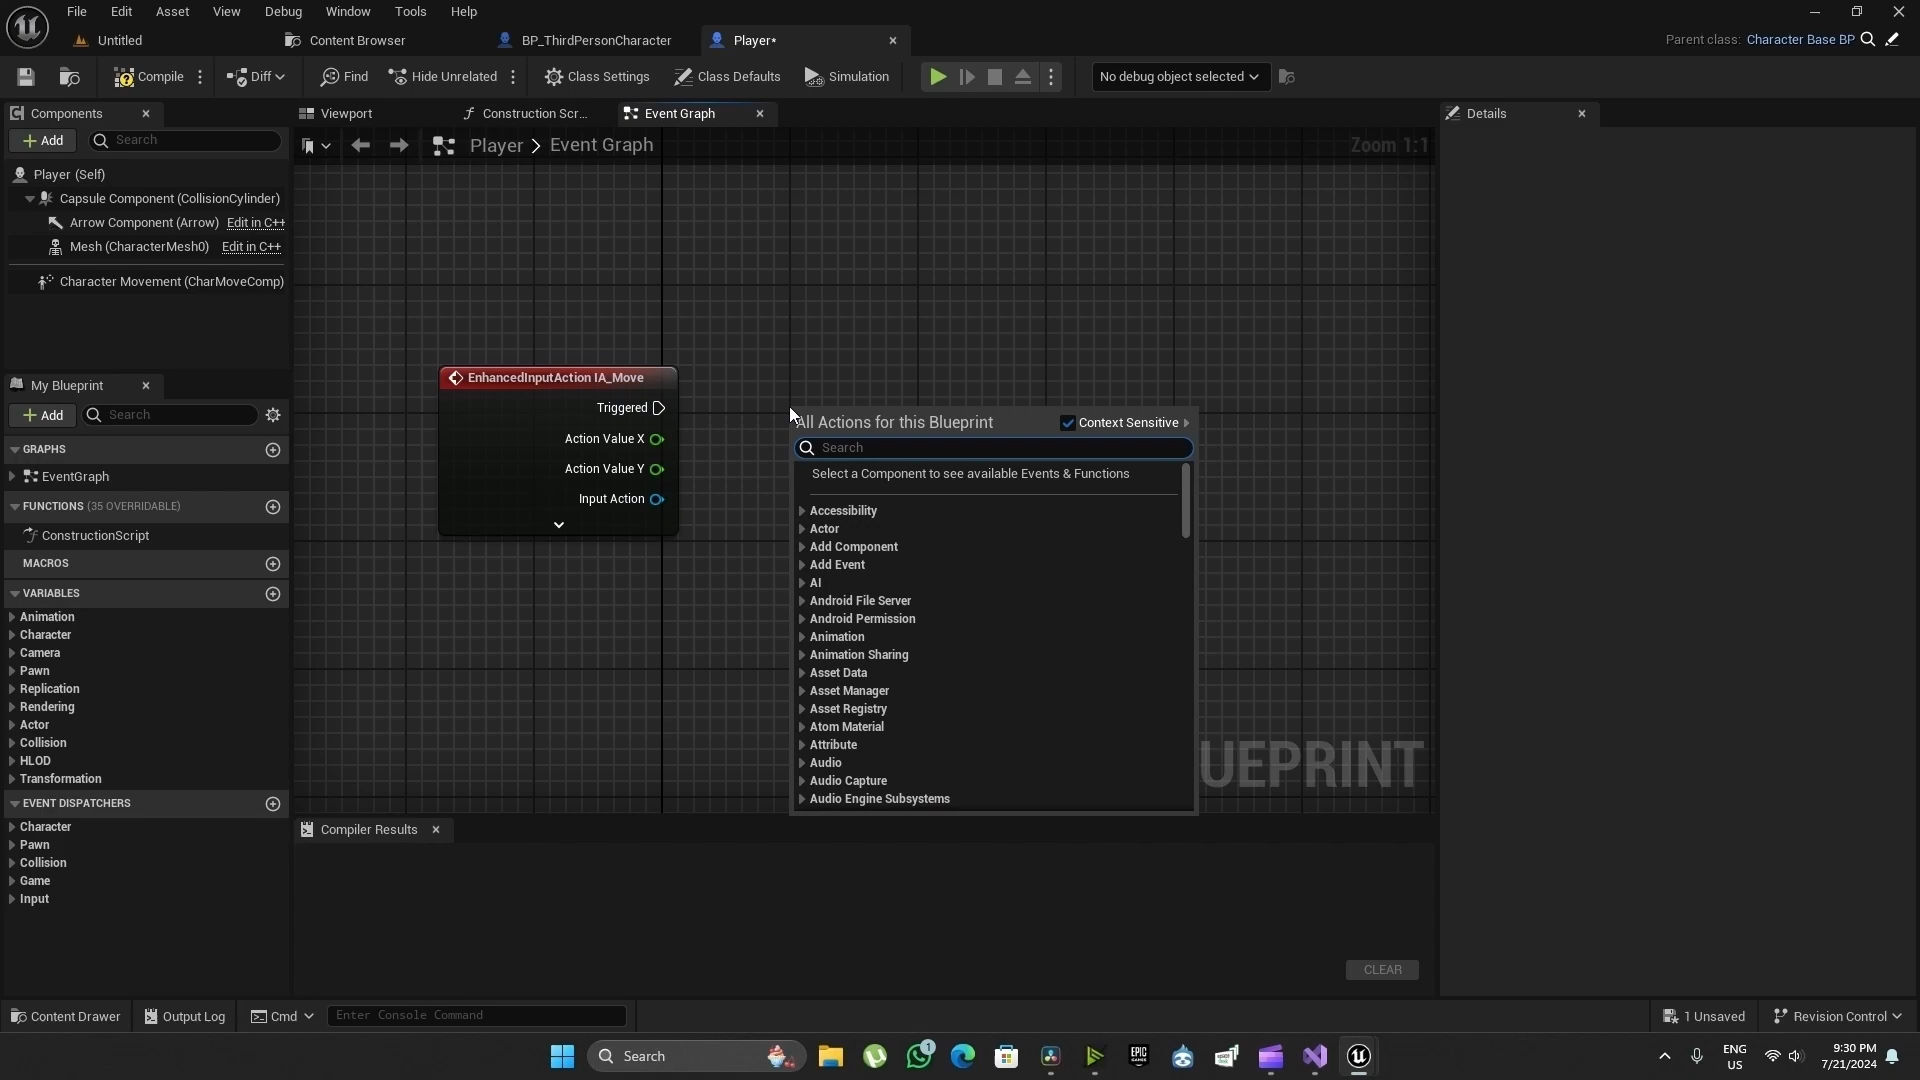 File Edit Asset View Debug Window Tools Help
Untitled Content Browser BP_ThirdPersonCharacter Player* Parent class: Character Base BP
Compile Diff Find Hide Unrelated Class Settings Class Defaults Simulation No debug object selected
Components Viewport Construction Scr... Event Graph Details
Add Search Player > Event Graph Zoom 1:1
Player (Self)
Capsule Component (CollisionCylinder)
Arrow Component (Arrow) Edit in C++
Mesh (CharacterMesh0) Edit in C++
Character Movement (CharMoveComp)
My Blueprint
Add Search
GRAPHS
EventGraph
FUNCTIONS (35 OVERRIDABLE)
ConstructionScript
MACROS
VARIABLES
Animation
Character
Camera
Pawn
Replication
Rendering
Actor
Collision
HLOD
Transformation
EVENT DISPATCHERS
Character
Pawn
Collision
Game
Input
EnhancedInputAction IA_Move
Triggered
Action Value X
Action Value Y
Input Action
All Actions for this Blueprint Context Sensitive
Search
Select a Component to see available Events & Functions
Accessibility
Actor
Add Component
Add Event
AI
Android File Server
Android Permission
Animation
Animation Sharing
Asset Data
Asset Manager
Asset Registry
Atom Material
Attribute
Audio
Audio Capture
Audio Engine Subsystems
UEPRINT
Compiler Results
CLEAR
Content Drawer Output Log Cmd Enter Console Command 1 Unsaved Revision Control
Search 1 EPIC GAMES ENG US 9:30 PM
7/21/2024